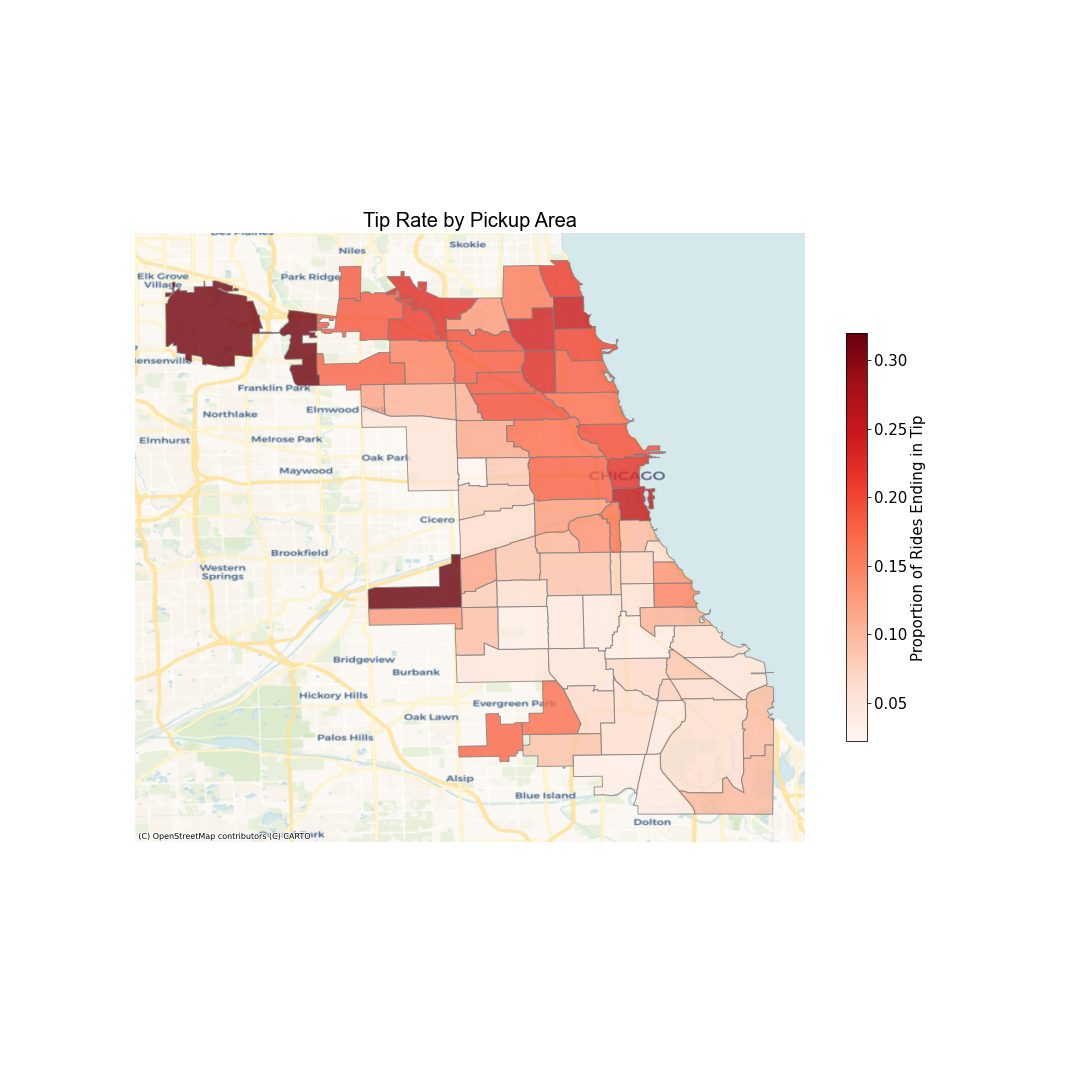 Tip Rate by Pickup Area
Skokie
Niles
Elk Grove
Village
Park Ridge
Franklin Park
Northlake
Elmwood
Elmhurst
Melrose Park
Oak Park
Maywood
CHICAGO
Cicero
Brookfield
Western
Springs
Bridgeview
Burbank
Hickory Hills
Evergreen Park
Oak Lawn
Palos Hills
Alsip
Blue Island
Dolton
(C) OpenStreetMap contributors (C) CARTO
0.30
0.25
0.20
0.15
0.10
0.05
Proportion of Rides Ending in Tip